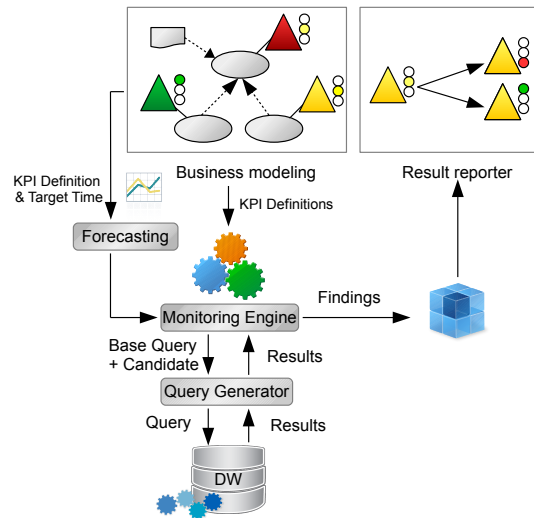 Business modeling
Result reporter
KPI Definition
& Target Time
KPI Definitions
Forecasting
Findings
Monitoring Engine
Base Query
+ Candidate
Results
Query Generator
Query
Results
DW